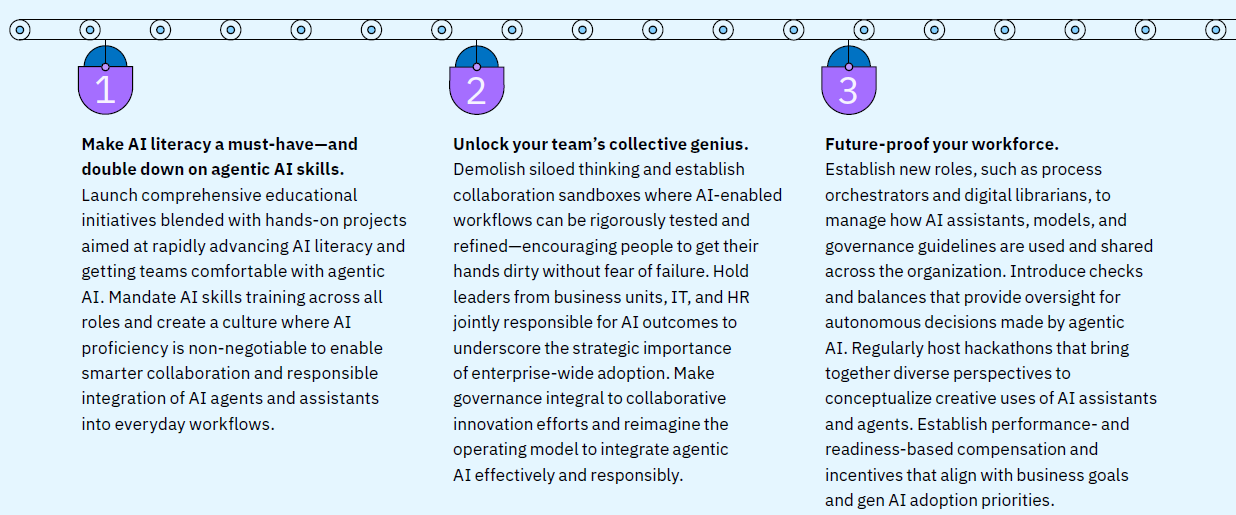 1
Make AI literacy a must-have—and
double down on agentic AI skills.
Launch comprehensive educational
initiatives blended with hands-on projects
aimed at rapidly advancing AI literacy and
getting teams comfortable with agentic
AI. Mandate AI skills training across all
roles and create a culture where AI
proficiency is non-negotiable to enable
smarter collaboration and responsible
integration of AI agents and assistants
into everyday workflows.
2
Unlock your team’s collective genius.
Demolish siloed thinking and establish
collaboration sandboxes where AI-enabled
workflows can be rigorously tested and
refined—encouraging people to get their
hands dirty without fear of failure. Hold
leaders from business units, IT, and HR
jointly responsible for AI outcomes to
underscore the strategic importance
of enterprise-wide adoption. Make
governance integral to collaborative
innovation efforts and reimagine the
operating model to integrate agentic
AI effectively and responsibly.
3
Future-proof your workforce.
Establish new roles, such as process
orchestrators and digital librarians, to
manage how AI assistants, models, and
governance guidelines are used and shared
across the organization. Introduce checks
and balances that provide oversight for
autonomous decisions made by agentic
AI. Regularly host hackathons that bring
together diverse perspectives to
conceptualize creative uses of AI assistants
and agents. Establish performance- and
readiness-based compensation and
incentives that align with business goals
and gen AI adoption priorities.